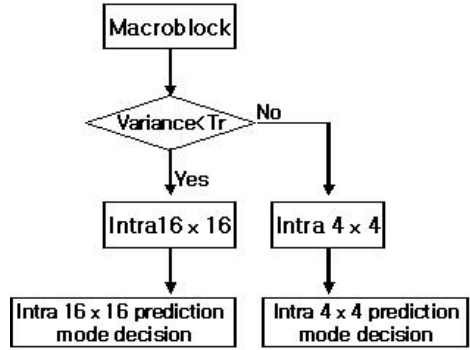 Macroblock
Variance<Tr
No
Yes
Intra16 x 16
Intra 4 x 4
Intra 16 x 16 prediction
mode decision
Intra 4 x 4 prediction
mode decision